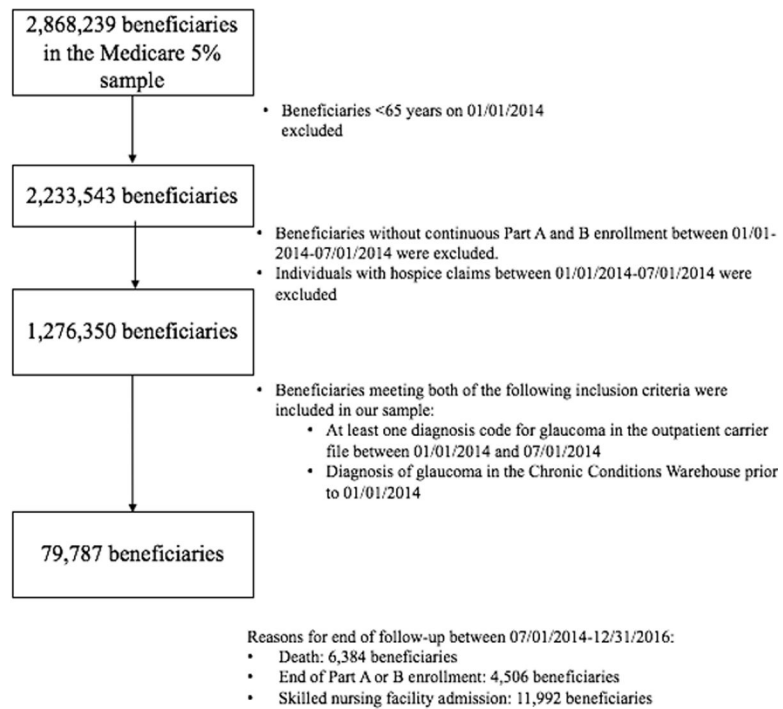 2,868,239 beneficiaries
in the Medicare 5%
sample
• Beneficiaries <65 years on 01/01/2014
excluded
2,233,543 beneficiaries
• Beneficiaries without continuous Part A and B enrollment between 01/01-
2014-07/01/2014 were excluded.
• Individuals with hospice claims between 01/01/2014-07/01/2014 were
excluded
1,276,350 beneficiaries
• Beneficiaries meeting both of the following inclusion criteria were
included in our sample:
• At least one diagnosis code for glaucoma in the outpatient carrier
file between 01/01/2014 and 07/01/2014
• Diagnosis of glaucoma in the Chronic Conditions Warehouse prior
to 01/01/2014
79,787 beneficiaries
Reasons for end of follow-up between 07/01/2014-12/31/2016:
• Death: 6,384 beneficiaries
• End of Part A or B enrollment: 4,506 beneficiaries
• Skilled nursing facility admission: 11,992 beneficiaries